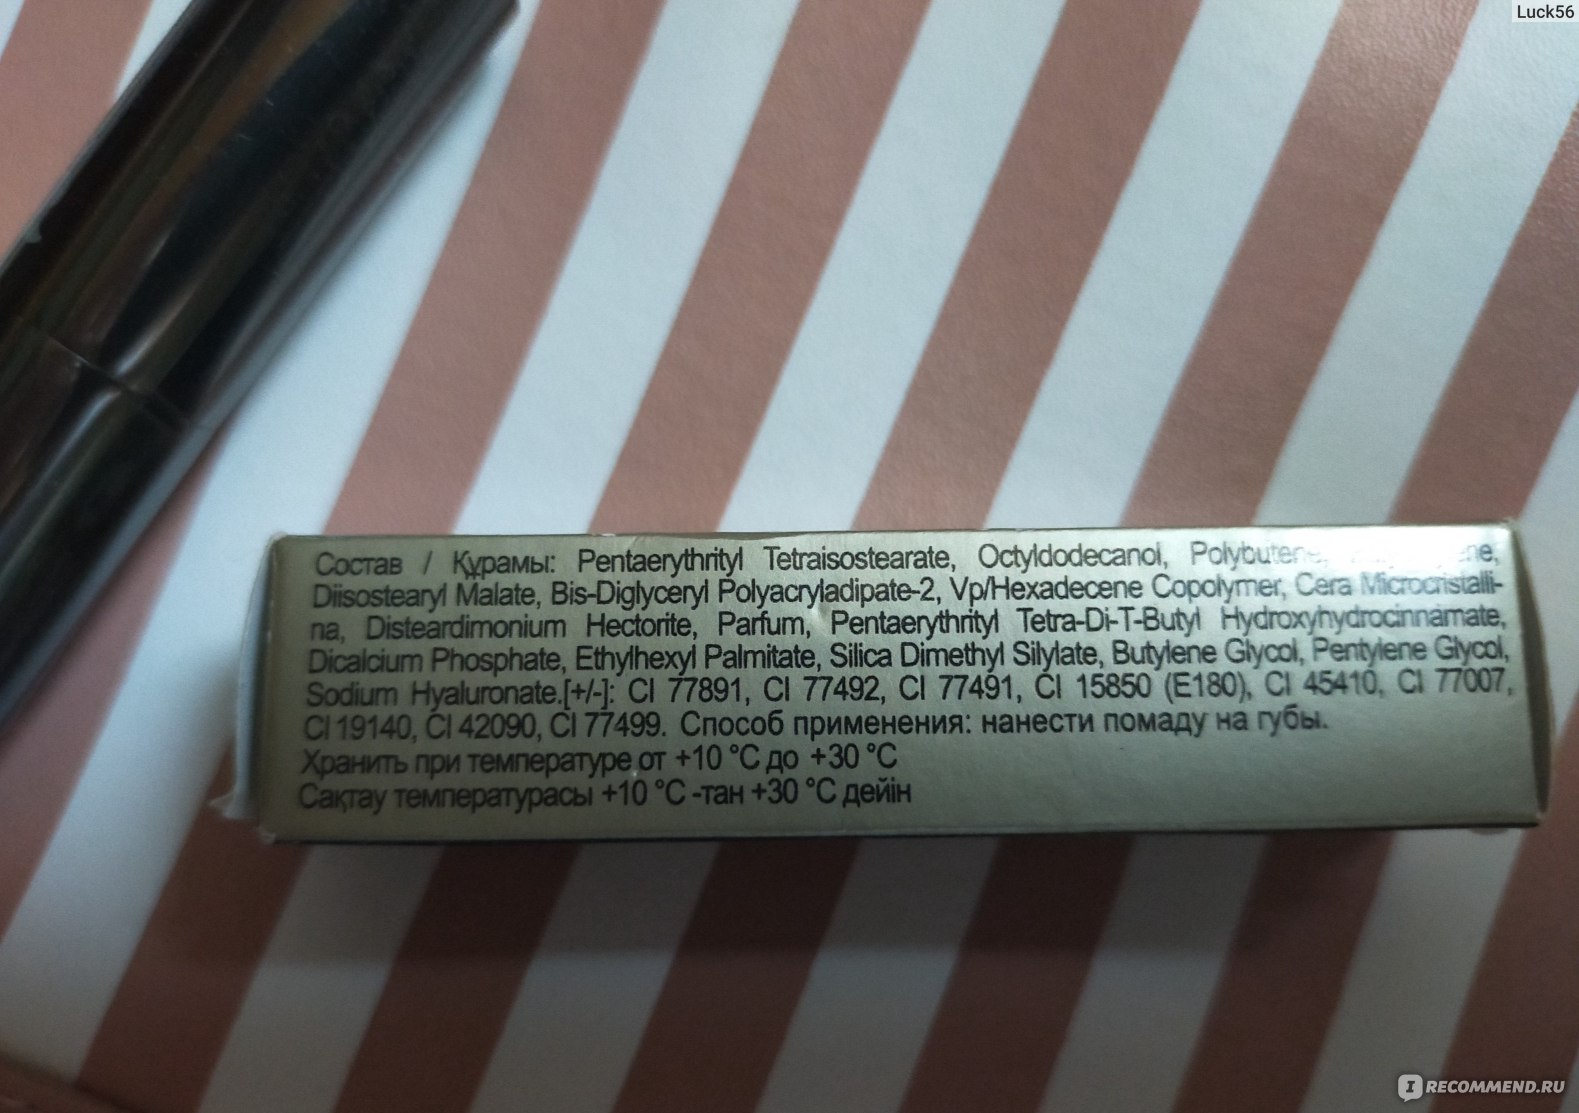 Luck56
Состав / Құрамы: Pentaerythrityl Tetraisostearate, Octyldodecanol, Polybutene,
Diisostearyl Malate, Bis-Diglyceryl Polyacryladipate-2, Vp/Hexadecene Copolymer, Cera Microcristalli-
na, Disteardimonium Hectorite, Parfum, Pentaerythrityl Tetra-Di-T-Butyl Hydroxyhydrocinnamate,
Dicalcium Phosphate, Ethylhexyl Palmitate, Silica Dimethyl Silylate, Butylene Glycol, Pentylene Glycol,
Sodium Hyaluronate.[+/-]: CI 77891, CI 77492, CI 77491, CI 15850 (E180), CI 45410, CI 77007,
CI 19140, CI 42090, CI 77499. Способ применения: нанести помаду на губы.
Хранить при температуре от +10 °C до +30 °C
Сақтау температурасы +10 °C -тан +30 °C дейін
IRECOMMEND.RU